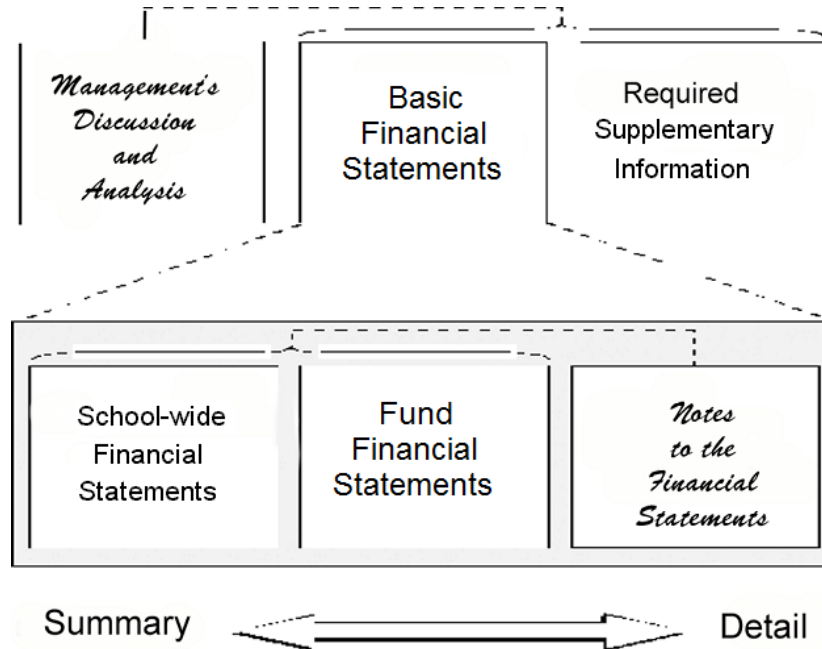 Management's
Discussion
and
Analysis
Basic
Financial
Statements
Required
Supplementary
Information
School-wide
Financial
Statements
Fund
Financial
Statements
Notes
to the
Financial
Statements
Summary
Detail